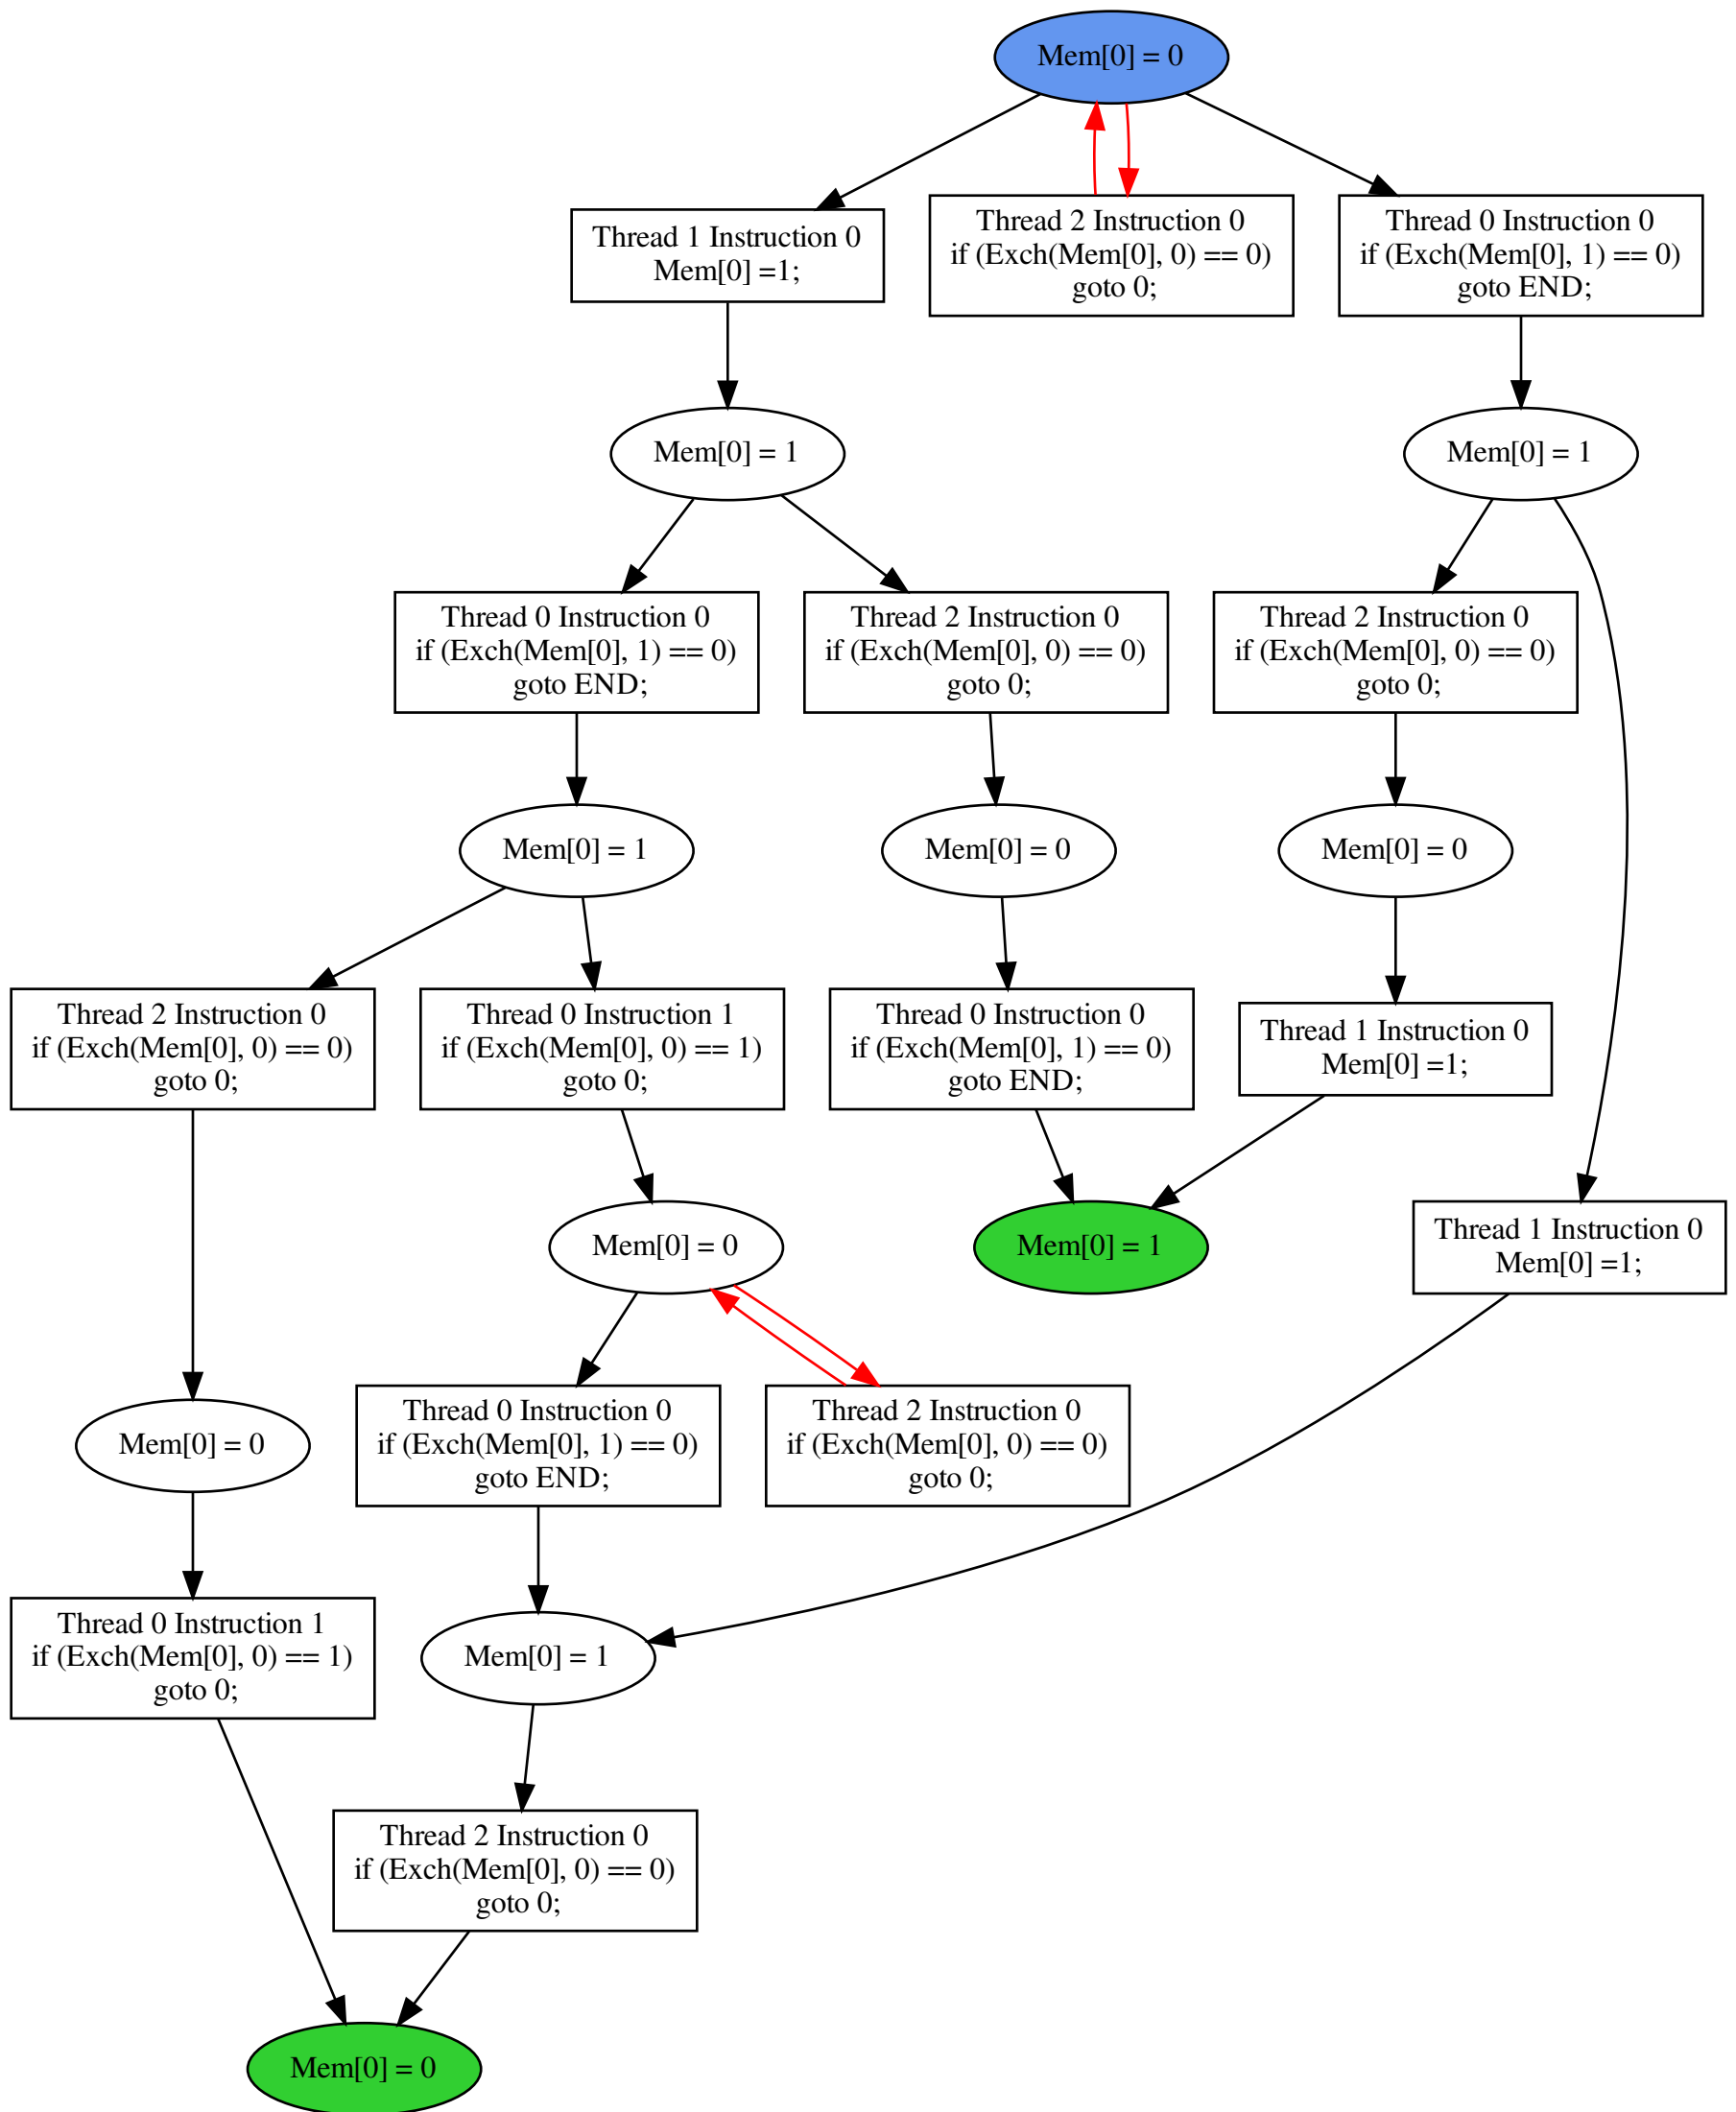 Mem[0] = 0
Thread 1 Instruction 0
Mem[0] =1;
Thread 2 Instruction 0
if (Exch(Mem[0], 0) == 0)
goto 0;
Thread 0 Instruction 0
if (Exch(Mem[0], 1) == 0)
goto END;
Mem[0] = 1
Mem[0] = 1
Thread 0 Instruction 0
if (Exch(Mem[0], 1) == 0)
goto END;
Thread 2 Instruction 0
if (Exch(Mem[0], 0) == 0)
goto 0;
Thread 2 Instruction 0
if (Exch(Mem[0], 0) == 0)
goto 0;
Mem[0] = 1
Mem[0] = 0
Mem[0] = 0
Thread 2 Instruction 0
if (Exch(Mem[0], 0) == 0)
goto 0;
Thread 0 Instruction 1
if (Exch(Mem[0], 0) == 1)
goto 0;
Thread 0 Instruction 0
if (Exch(Mem[0], 1) == 0)
goto END;
Thread 1 Instruction 0
Mem[0] =1;
Mem[0] = 0
Mem[0] = 1
Thread 1 Instruction 0
Mem[0] =1;
Mem[0] = 0
Thread 0 Instruction 0
if (Exch(Mem[0], 1) == 0)
goto END;
Thread 2 Instruction 0
if (Exch(Mem[0], 0) == 0)
goto 0;
Thread 0 Instruction 1
if (Exch(Mem[0], 0) == 1)
goto 0;
Mem[0] = 1
Thread 2 Instruction 0
if (Exch(Mem[0], 0) == 0)
goto 0;
Mem[0] = 0